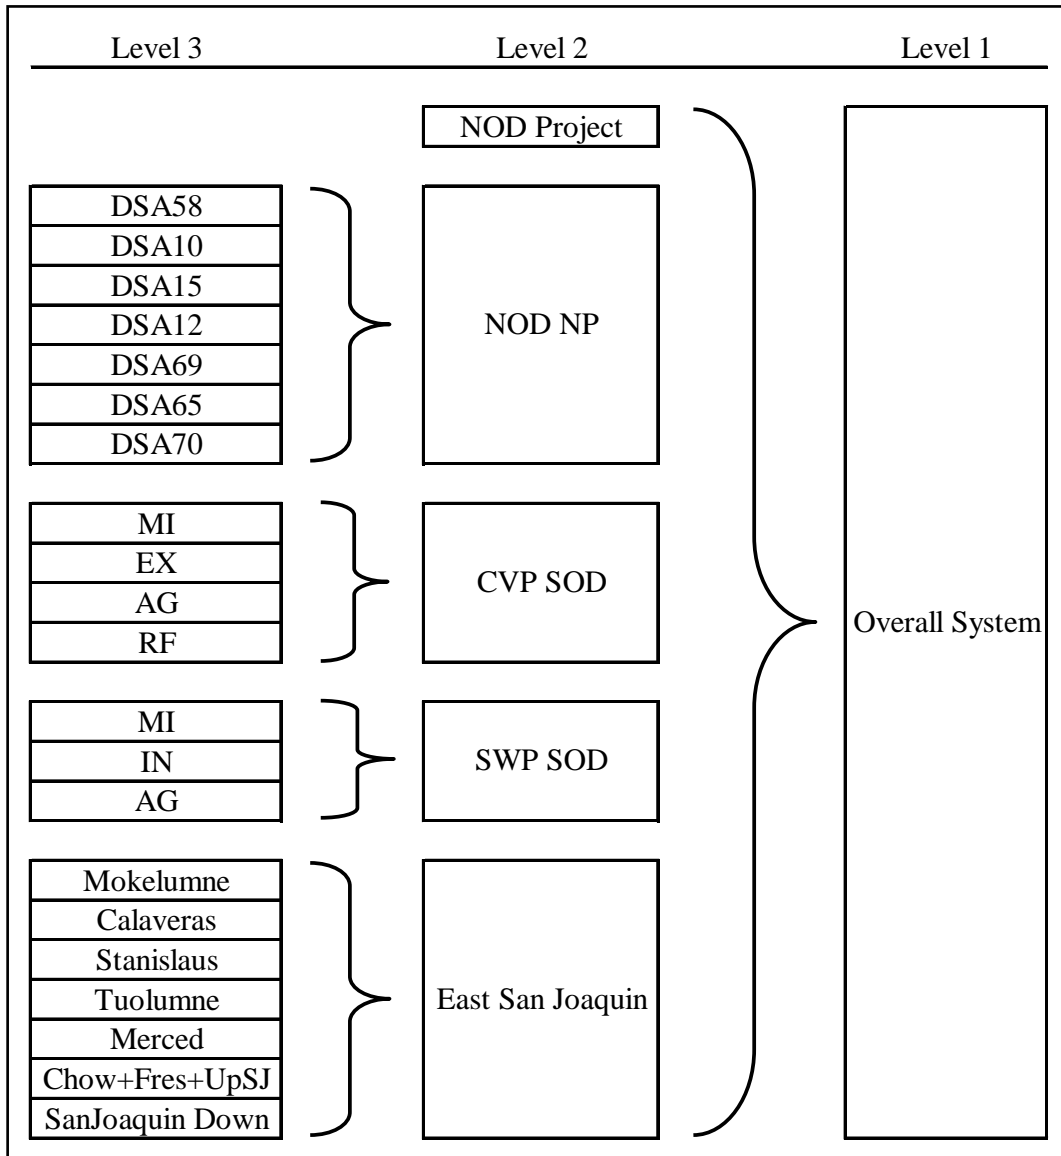 Level 3 Level 2 Level 1
NOD Project
DSA58
DSA10
DSA15
DSA12
DSA69
DSA65
DSA70
NOD NP
MI
EX
AG
RF
CVP SOD
MI
IN
AG
SWP SOD
Mokelumne
Calaveras
Stanislaus
Tuolumne
Merced
Chow+Fres+UpSJ
SanJoaquin Down
East San Joaquin
Overall System